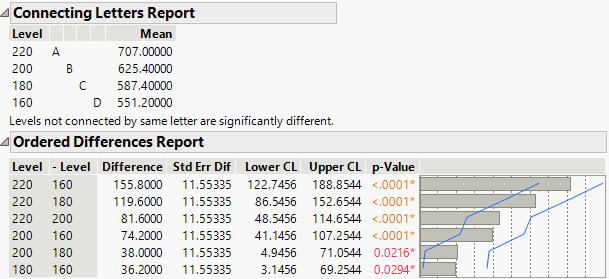 Connecting Letters Report
Level Mean
220 A 707.00000
200 B 625.40000
180 C 587.40000
160 D 551.20000
Levels not connected by same letter are significantly different.
Ordered Differences Report
Level - Level Difference Std Err Dif Lower CL Upper CL p-Value
220 160 155.8000 11.55335 122.7456 188.8544 <.0001*
220 180 119.6000 11.55335 86.5456 152.6544 <.0001*
220 200 81.6000 11.55335 48.5456 114.6544 <.0001*
200 160 74.2000 11.55335 41.1456 107.2544 <.0001*
200 180 38.0000 11.55335 4.9456 71.0544 0.0216*
180 160 36.2000 11.55335 3.1456 69.2544 0.0294*